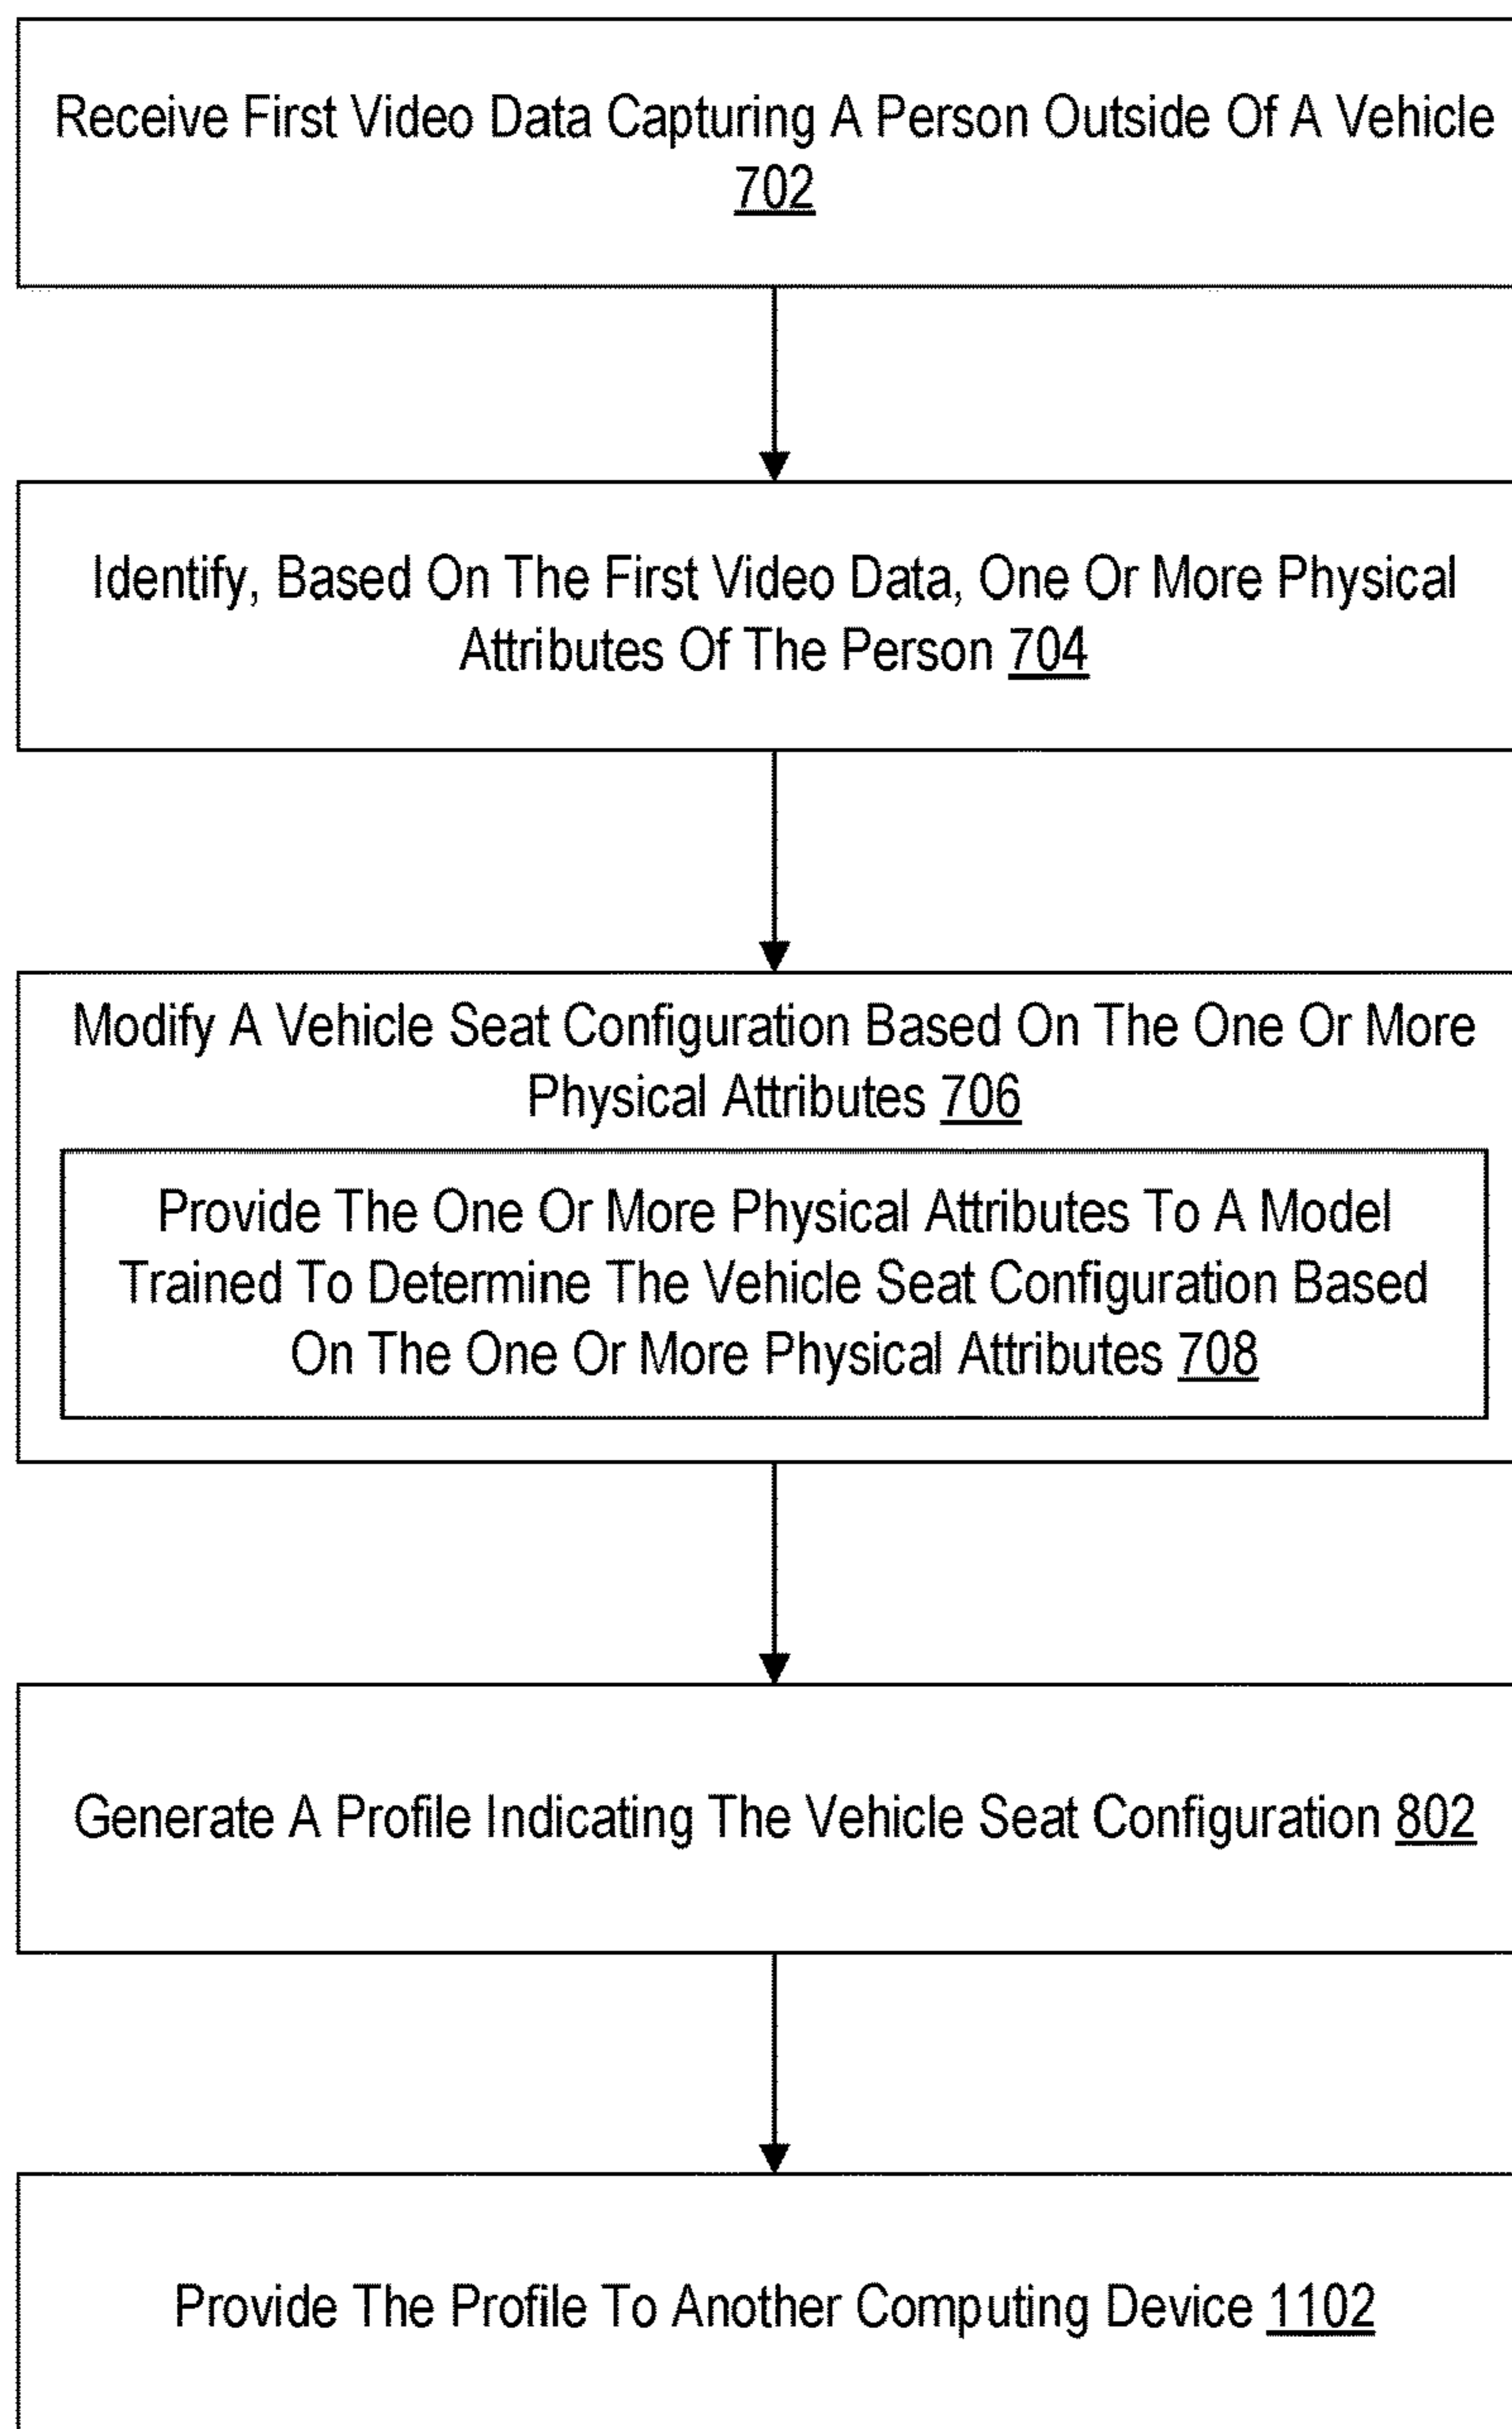 Receive First Video Data Capturing A Person Outside Of A Vehicle
702
Identify, Based On The First Video Data, One Or More Physical
Attributes Of The Person 704
Modify A Vehicle Seat Configuration Based On The One Or More
Physical Attributes 706
Provide The One Or More Physical Attributes To A Model
Trained To Determine The Vehicle Seat Configuration Based
On The One Or More Physical Attributes 708
Generate A Profile Indicating The Vehicle Seat Configuration 802
Provide The Profile To Another Computing Device 1102